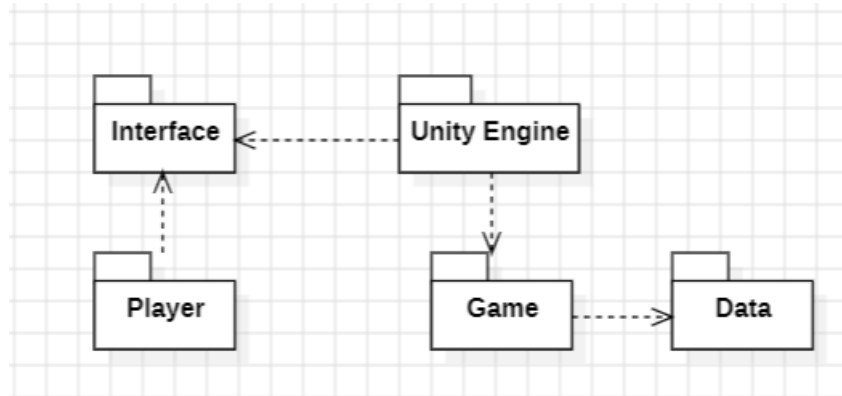 Interface
Unity Engine
Player
Game
Data